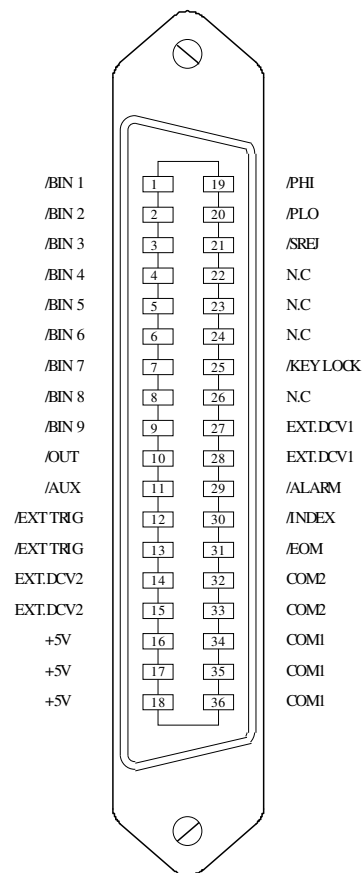 /BIN 1 1 19 /PHI
/BIN 2 2 20 /PLO
/BIN 3 3 21 /SREJ
/BIN 4 4 22 N.C
/BIN 5 5 23 N.C
/BIN 6 6 24 N.C
/BIN 7 7 25 /KEY LOCK
/BIN 8 8 26 N.C
/BIN 9 9 27 EXT.DCV1
/OUT 10 28 EXT.DCV1
/AUX 11 29 /ALARM
/EXT TRIG 12 30 /INDEX
/EXT TRIG 13 31 /EOM
EXT.DCV2 14 32 COM2
EXT.DCV2 15 33 COM2
+5V 16 34 COM1
+5V 17 35 COM1
+5V 18 36 COM1